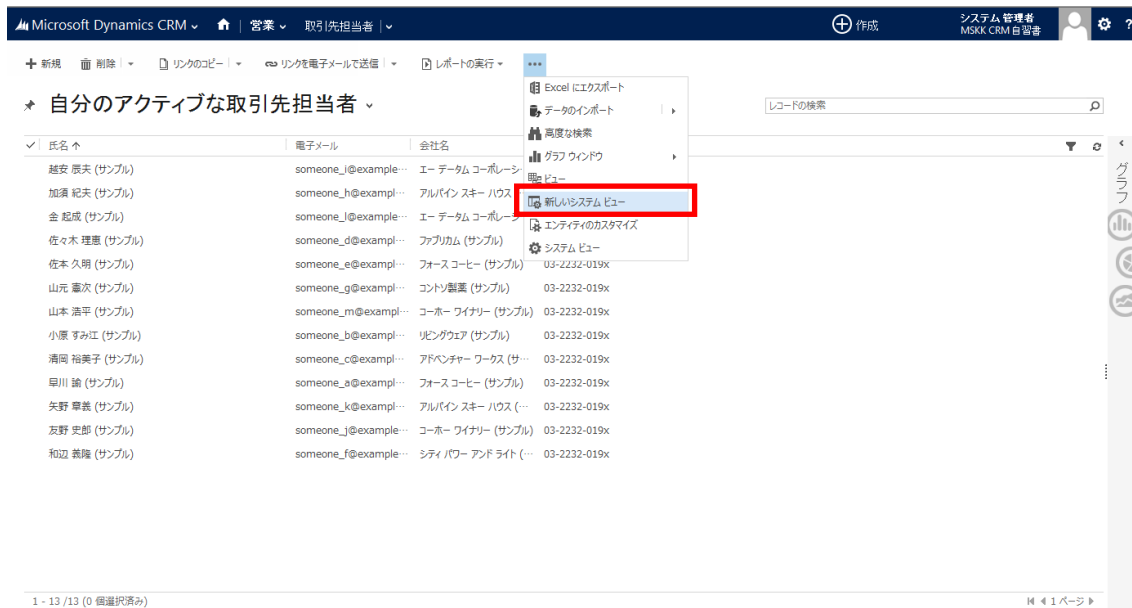 Microsoft Dynamics CRM 営業 取引先担当者 作成 システム 管理者 MSKK CRM 自習書 ?
新規 削除 リンクのコピー リンクを電子メールで送信 レポートの実行 •••
自分のアクティブな取引先担当者
レコードの検索
Excel にエクスポート
データのインポート
高度な検索
グラフ ウィンドウ
ビュー
新しいシステム ビュー
エンティティのカスタマイズ
システム ビュー
氏名 電子メール 会社名
越安 辰夫 (サンプル) someone_i@example… エー データム コーポレーシ
加須 紀夫 (サンプル) someone_h@exampl… アルパイン スキー ハウス
金 起成 (サンプル) someone_l@example… エー データム コーポレーシ
佐々木 理恵 (サンプル) someone_d@exampl… ファブリカム (サンプル)
佐本 久明 (サンプル) someone_e@exampl… フォース コーヒー (サンプル) 03-2232-019x
山元 憲次 (サンプル) someone_g@exampl… コントソ製薬 (サンプル) 03-2232-019x
山本 浩平 (サンプル) someone_m@exampl… コーホー ワイナリー (サンプル) 03-2232-019x
小原 すみ江 (サンプル) someone_b@exampl… リビングウェア (サンプル) 03-2232-019x
清岡 裕美子 (サンプル) someone_c@exampl… アドベンチャー ワークス (サ… 03-2232-019x
早川 諭 (サンプル) someone_a@exampl… フォース コーヒー (サンプル) 03-2232-019x
矢野 章義 (サンプル) someone_k@exampl… アルパイン スキー ハウス (… 03-2232-019x
友野 史郎 (サンプル) someone_j@example… コーホー ワイナリー (サンプル) 03-2232-019x
和辺 義隆 (サンプル) someone_f@example… シティ パワー アンド ライト (… 03-2232-019x
グラフ
1 - 13 /13 (0 個選択済み) 1 ページ